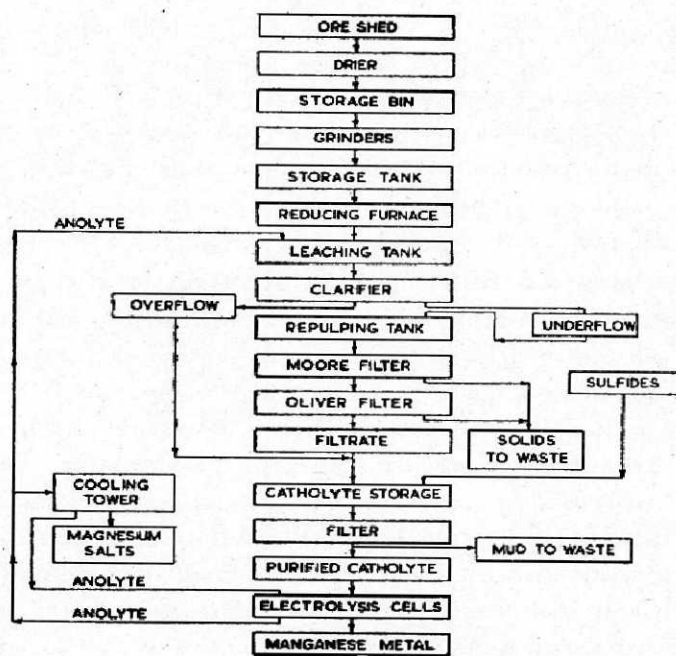 ORE SHED
DRIER
STORAGE BIN
GRINDERS
STORAGE TANK
REDUCING FURNACE
ANOLYTE
LEACHING TANK
CLARIFIER
OVERFLOW
REPULPING TANK
UNDERFLOW
MOORE FILTER
SULFIDES
OLIVER FILTER
FILTRATE
SOLIDS
TO WASTE
COOLING
TOWER
CATHOLYTE STORAGE
FILTER
MAGNESIUM
SALTS
MUD TO WASTE
PURIFIED CATHOLYTE
ANOLYTE
ELECTROLYSIS CELLS
ANOLYTE
MANGANESE METAL